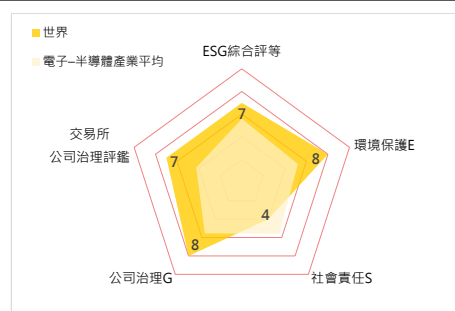 世界
電子–半導體產業平均
ESG綜合評等
7
環境保護E
8
交易所
公司治理評鑑
7
4
8
公司治理G
社會責任S